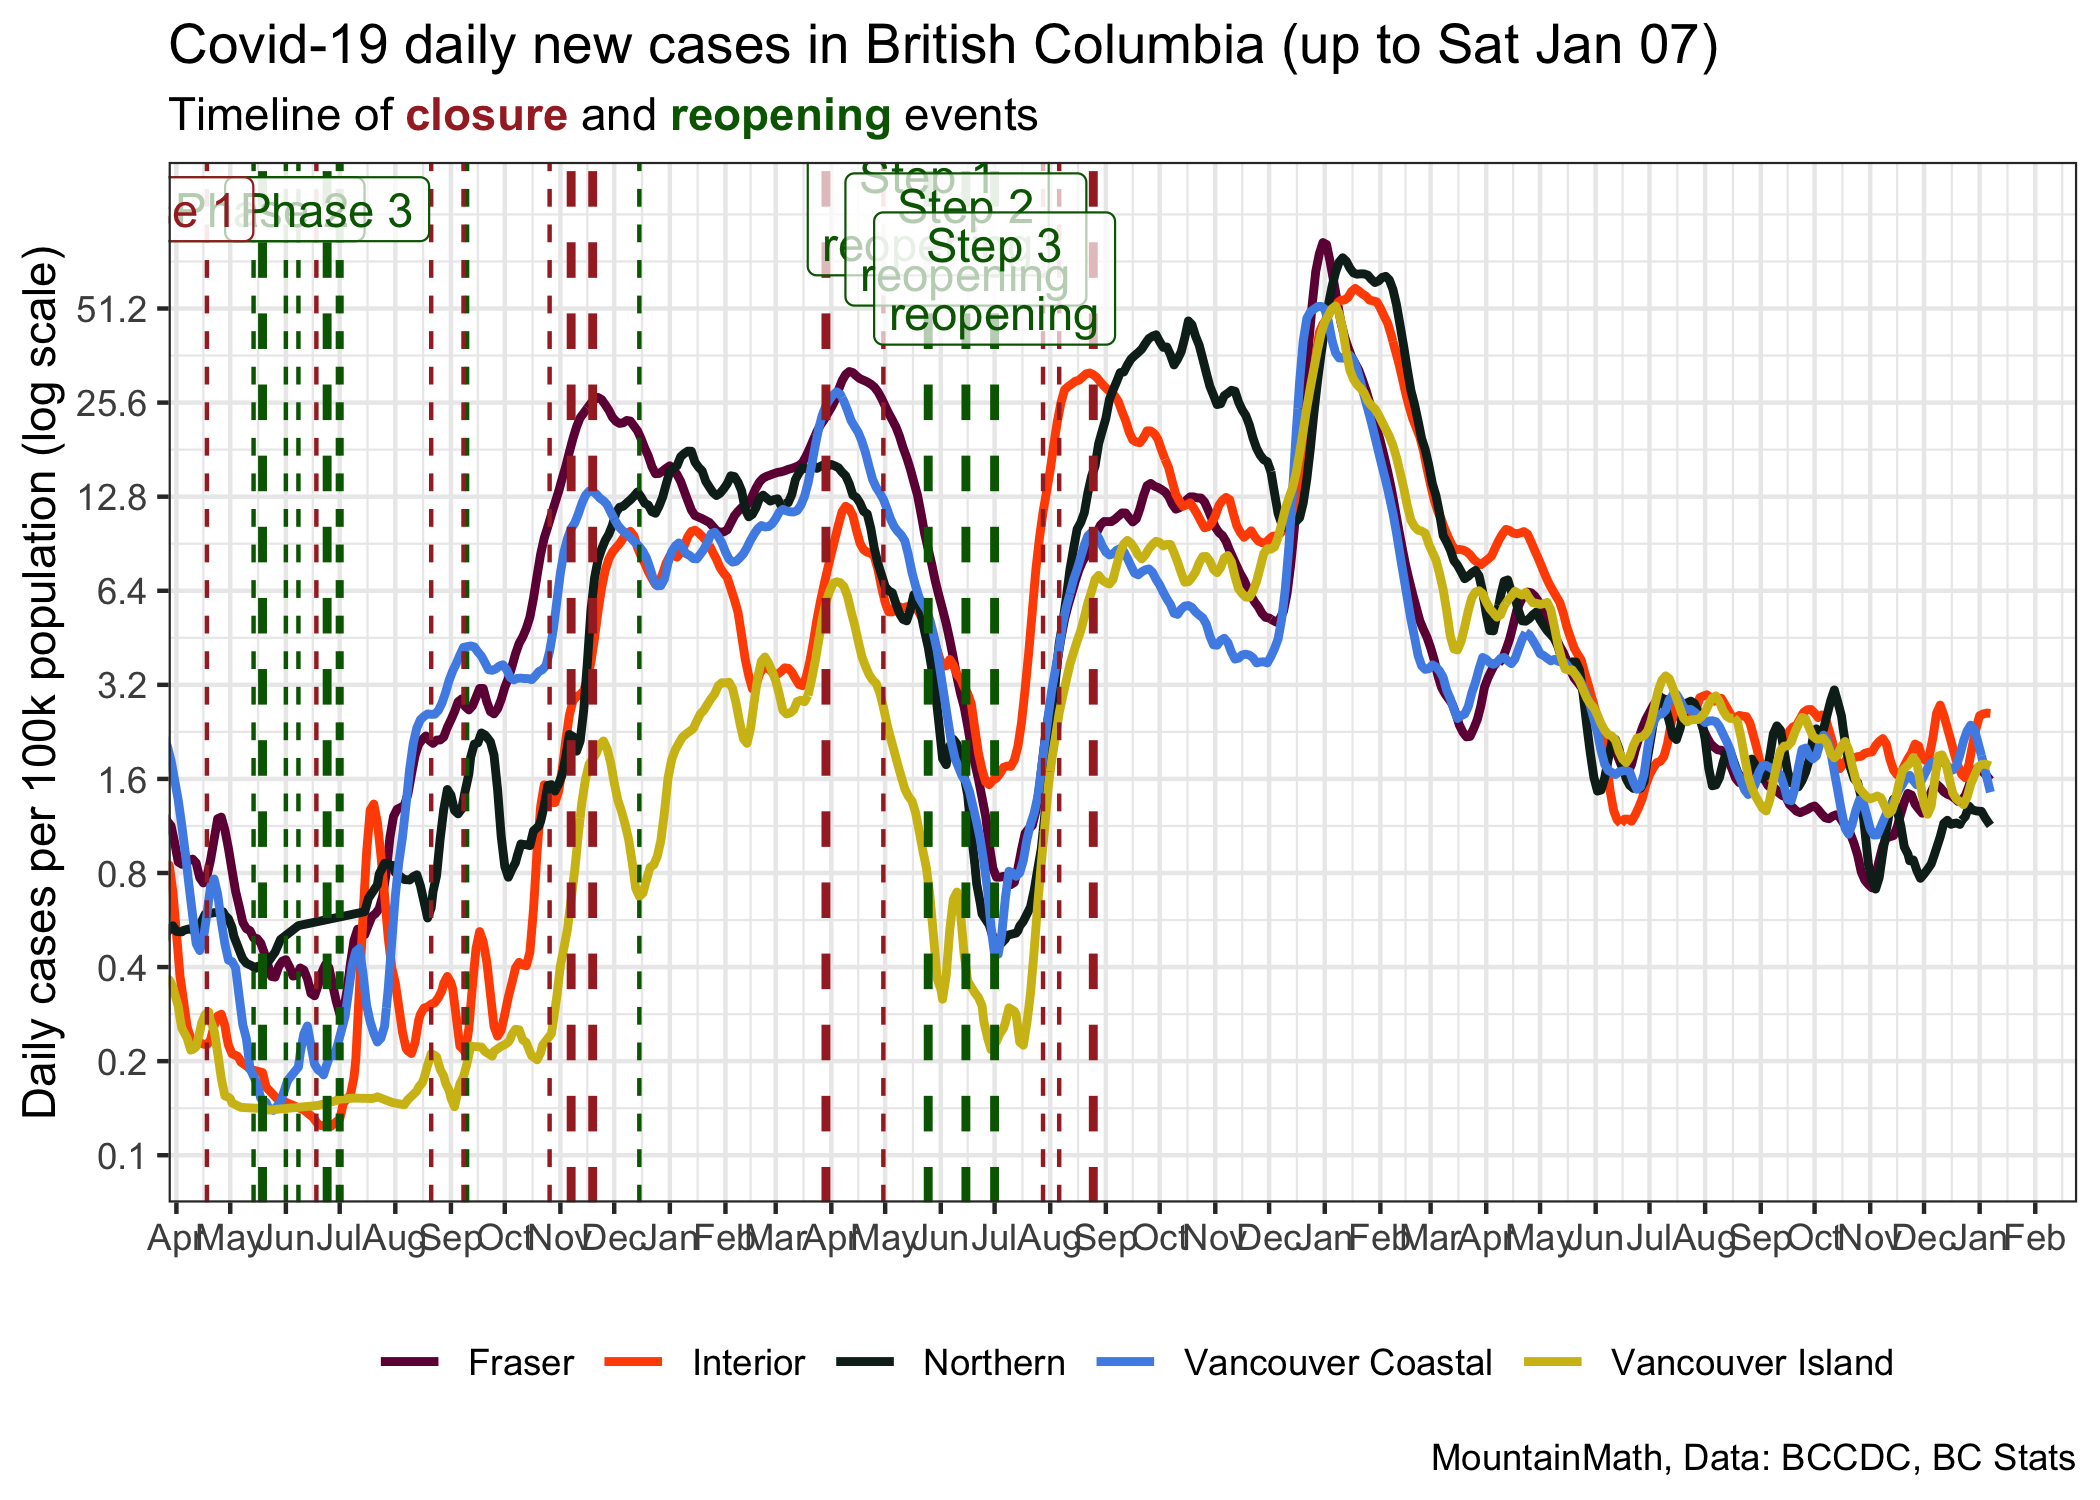 Covid-19 daily new cases in British Columbia (up to Sat Jan 07)
Timeline of closure and reopening events
Daily cases per 100k population (log scale)
e 1
Phase 3
Step 1
reopening
Step 2
reopening
Step 3
reopening
51.2
25.6
12.8
6.4
3.2
1.6
0.8
0.4
0.2
0.1
Apr May Jun Jul Aug Sep Oct Nov Dec Jan Feb Mar Apr May Jun Jul Aug Sep Oct Nov Dec Jan Feb Mar Apr May Jun Jul Aug Sep Oct Nov Dec Jan Feb
Fraser Interior Northern Vancouver Coastal Vancouver Island
MountainMath, Data: BCCDC, BC Stats